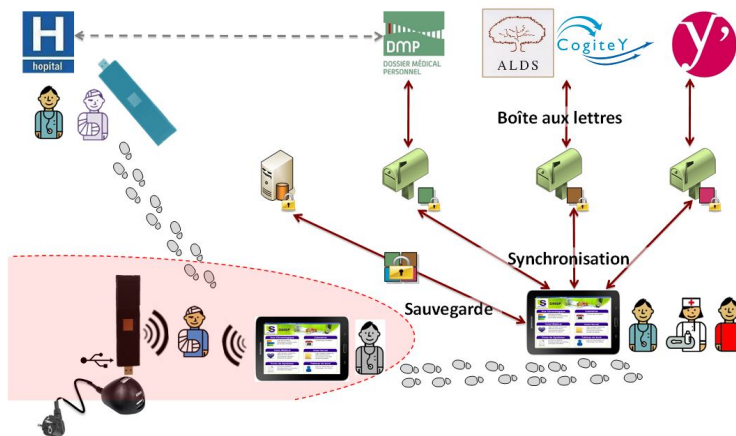 H
hopital
DMP
DOSSIER MÉDICAL
PERSONNEL
ALDS
CogiteY
y'
Boîte aux lettres
Synchronisation
Sauvegarde